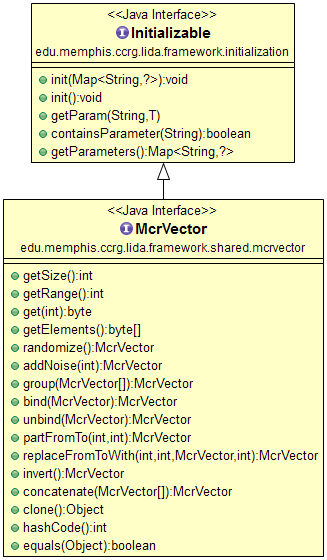 <<Java Interface>>
Initializable
edu.memphis.ccrg.lida.framework.initialization
init(Map<String,?>):void
init():void
getParam(String,T)
containsParameter(String):boolean
getParameters():Map<String,?>
<<Java Interface>>
McrVector
edu.memphis.ccrg.lida.framework.shared.mcrvector
getSize():int
getRange():int
get(int):byte
getElements():byte[]
randomize():McrVector
addNoise(int):McrVector
group(McrVector[]):McrVector
bind(McrVector):McrVector
unbind(McrVector):McrVector
partFromTo(int,int):McrVector
replaceFromToWith(int,int,McrVector,int):McrVector
invert():McrVector
concatenate(McrVector[]):McrVector
clone():Object
hashCode():int
equals(Object):boolean